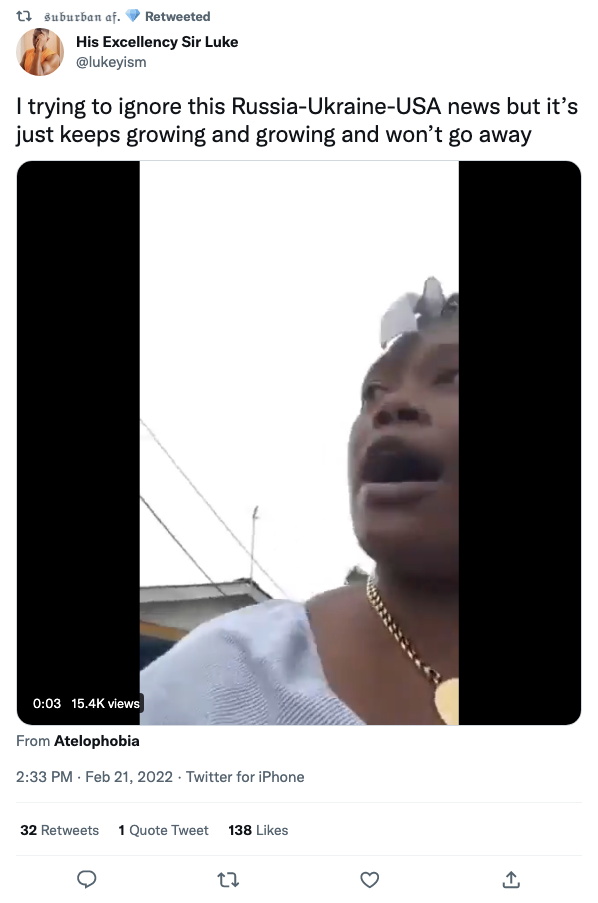 𝖘𝖚𝖇𝖚𝖗𝖇𝖆𝖓 𝖆𝖋. 💎 Retweeted
His Excellency Sir Luke
@lukeyism
I trying to ignore this Russia-Ukraine-USA news but it’s
just keeps growing and growing and won’t go away
0:03 15.4K views
From Atelophobia
2:33 PM · Feb 21, 2022 · Twitter for iPhone
32 Retweets 1 Quote Tweet 138 Likes